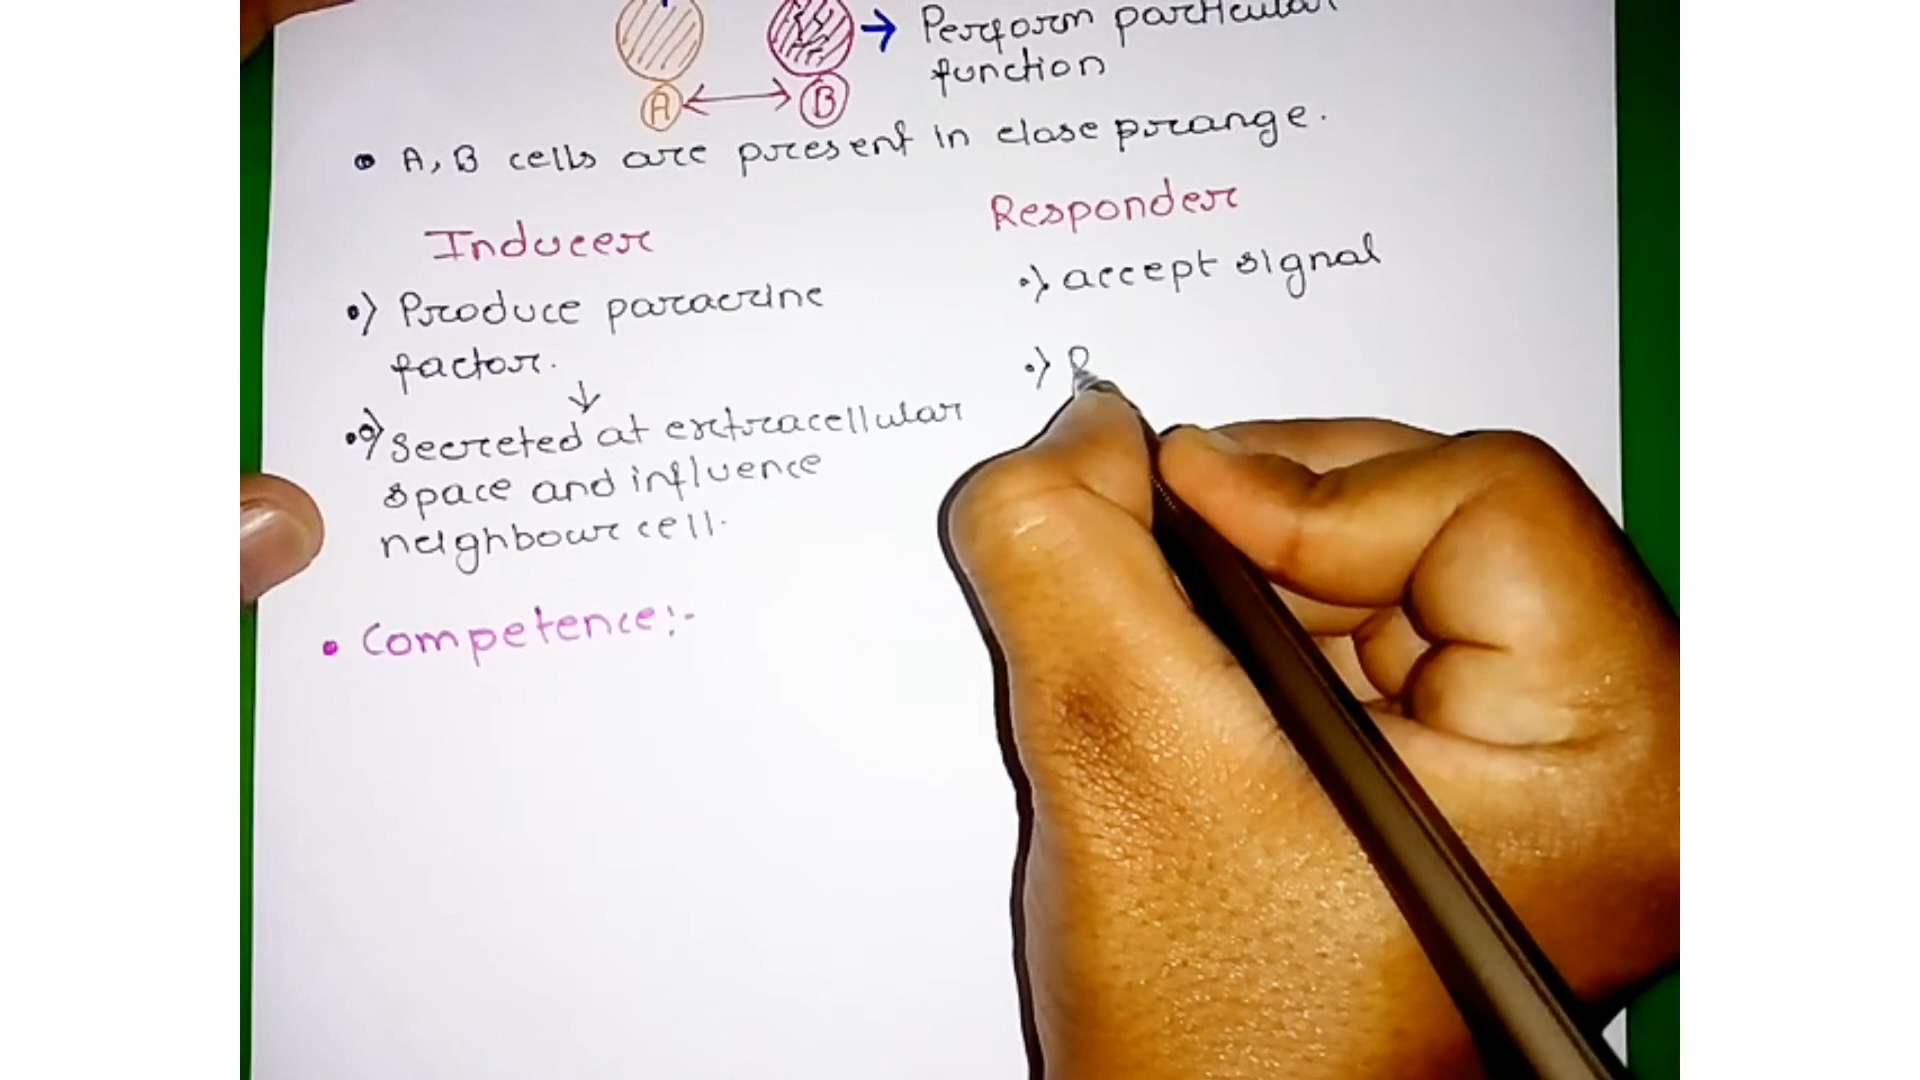 Perform particular
function
A
B
• A, B cells are present in close prange.
Inducer
Responder
•) Produce paracrine
factor.
•) Secreted at extracellular
space and influence
neighbour cell.
•) accept signal
•) R
• Competence:-